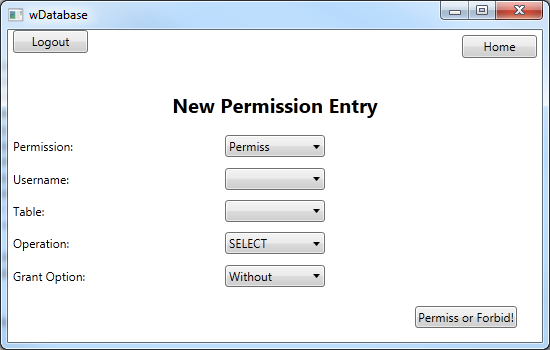 wDatabase
Logout
Home
New Permission Entry
Permission: Permiss
Username:
Table:
Operation: SELECT
Grant Option: Without
Permiss or Forbid!